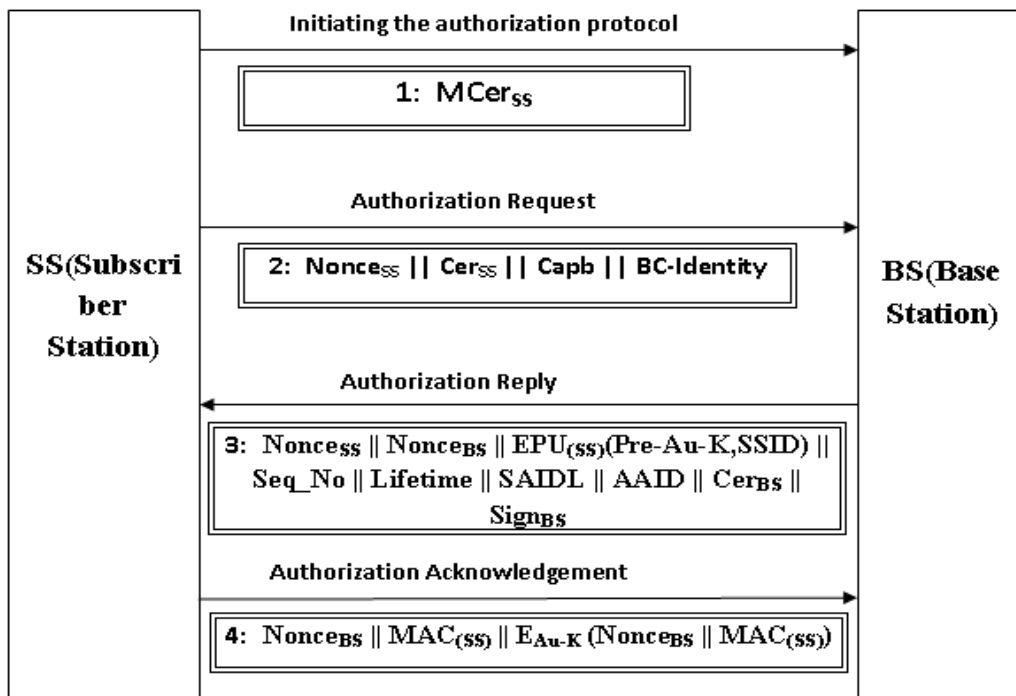 Initiating the authorization protocol
1: MCerSS
Authorization Request
2: NonceSS || CerSS || Capb || BC-Identity
SS(Subscri
ber
Station)
BS(Base
Station)
Authorization Reply
3: NonceSS || NonceBS || EPU(SS)(Pre-Au-K,SSID) ||
Seq_No || Lifetime || SAIDL || AAID || CerBS ||
SignBS
Authorization Acknowledgement
4: NonceBS || MAC(SS) || EAu-K (NonceBS || MAC(SS))